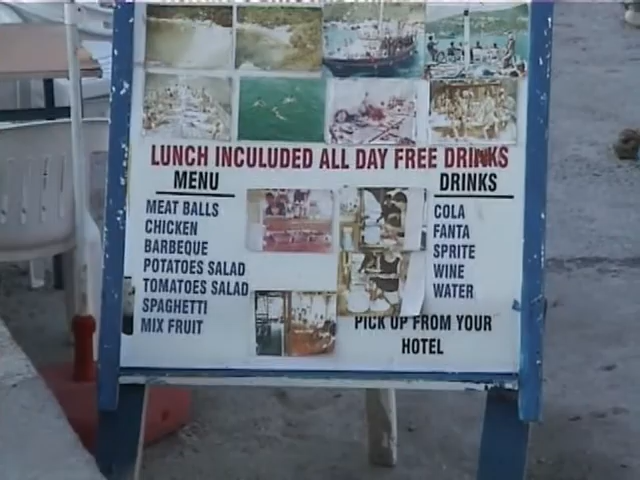 LUNCH INCULUDED ALL DAY FREE DRINKS
MENU
MEAT BALLS
CHICKEN
BARBEQUE
POTATOES SALAD
TOMATOES SALAD
SPAGHETTI
MIX FRUIT
DRINKS
COLA
FANTA
SPRITE
WINE
WATER
PICK UP FROM YOUR
HOTEL